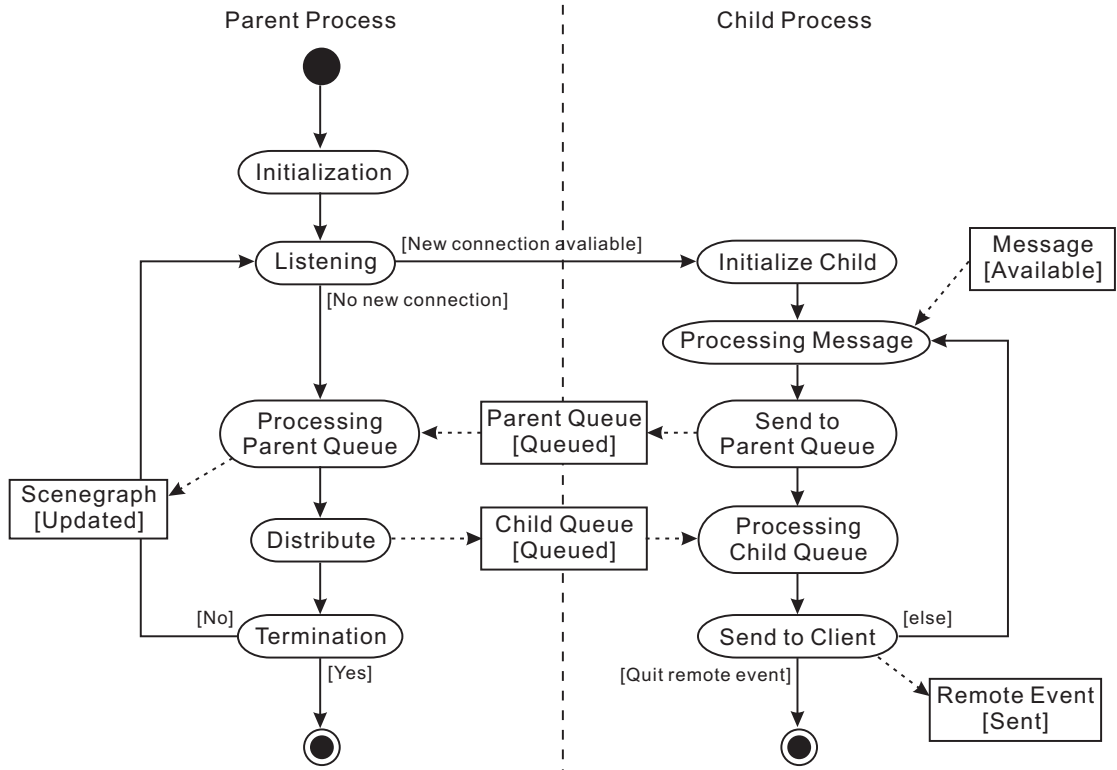 Parent Process
Child Process
Initialization
[New connection avaliable]
Listening
Initialize Child
Message
[Available]
[No new connection]
Processing Message
Processing
Parent Queue
Parent Queue
[Queued]
Send to
Parent Queue
Scenegraph
[Updated]
Distribute
Child Queue
[Queued]
Processing
Child Queue
[No]
Termination
[Yes]
Send to Client
[else]
[Quit remote event]
Remote Event
[Sent]